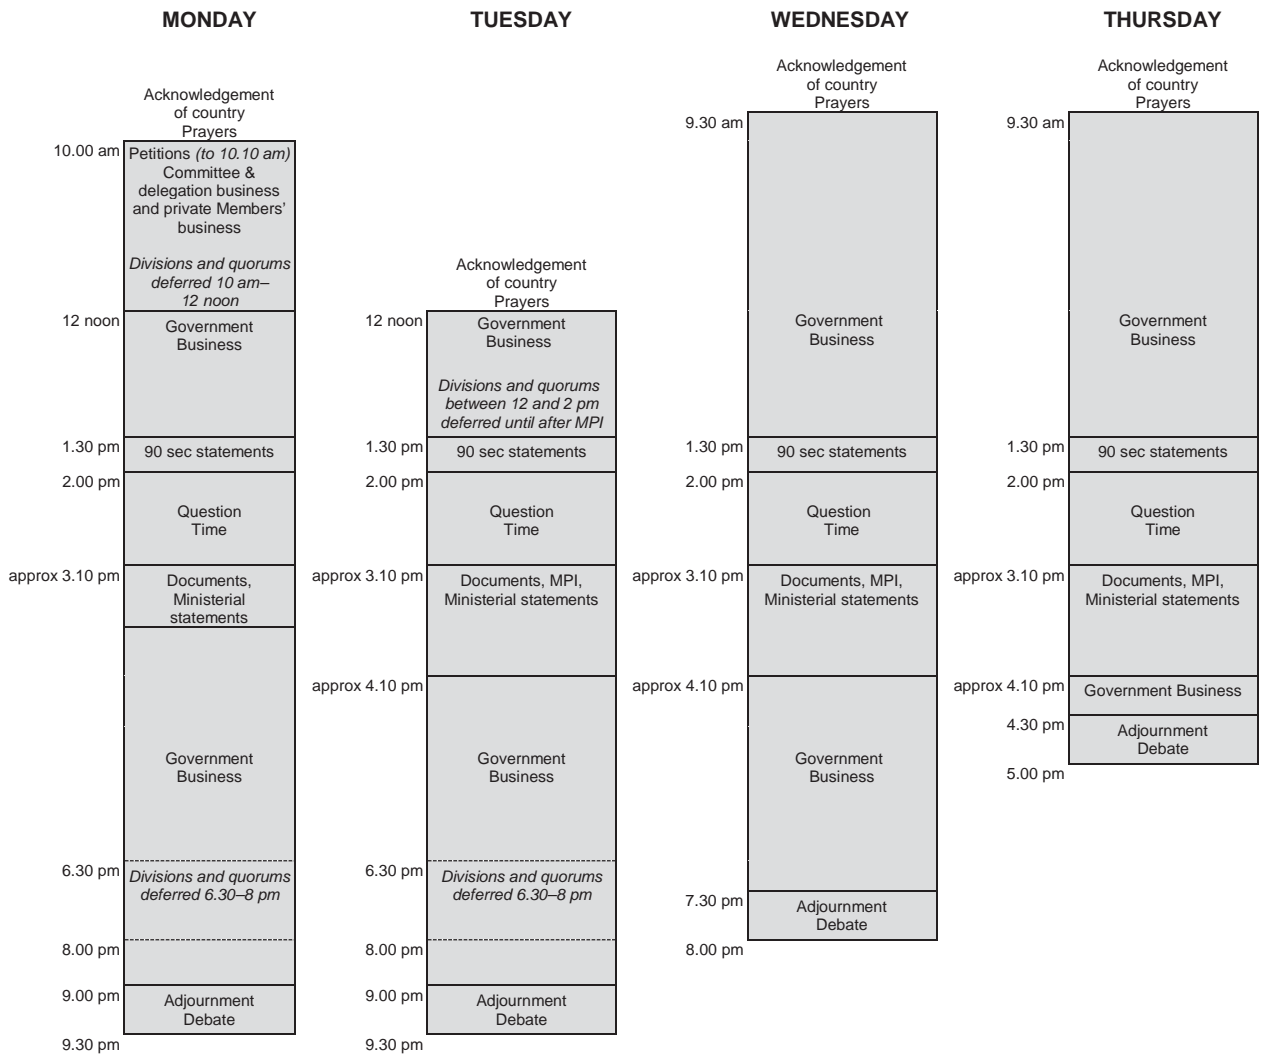 MONDAY
Acknowledgement
of country
Prayers
10.00 am
Petitions (to 10.10 am)
Committee &
delegation business
and private Members’
business
Divisions and quorums
deferred 10 am–
12 noon
12 noon
Government
Business
1.30 pm
90 sec statements
2.00 pm
Question
Time
approx 3.10 pm
Documents,
Ministerial
statements
Government
Business
6.30 pm
Divisions and quorums
deferred 6.30–8 pm
8.00 pm
9.00 pm
Adjournment
Debate
9.30 pm
TUESDAY
Acknowledgement
of country
Prayers
12 noon
Government
Business
Divisions and quorums
between 12 and 2 pm
deferred until after MPI
1.30 pm
90 sec statements
2.00 pm
Question
Time
approx 3.10 pm
Documents, MPI,
Ministerial statements
approx 4.10 pm
Government
Business
6.30 pm
Divisions and quorums
deferred 6.30–8 pm
8.00 pm
9.00 pm
Adjournment
Debate
9.30 pm
WEDNESDAY
Acknowledgement
of country
Prayers
9.30 am
Government
Business
1.30 pm
90 sec statements
2.00 pm
Question
Time
approx 3.10 pm
Documents, MPI,
Ministerial statements
approx 4.10 pm
Government
Business
7.30 pm
Adjournment
Debate
8.00 pm
THURSDAY
Acknowledgement
of country
Prayers
9.30 am
Government
Business
1.30 pm
90 sec statements
2.00 pm
Question
Time
approx 3.10 pm
Documents, MPI,
Ministerial statements
approx 4.10 pm
Government Business
4.30 pm
Adjournment
Debate
5.00 pm